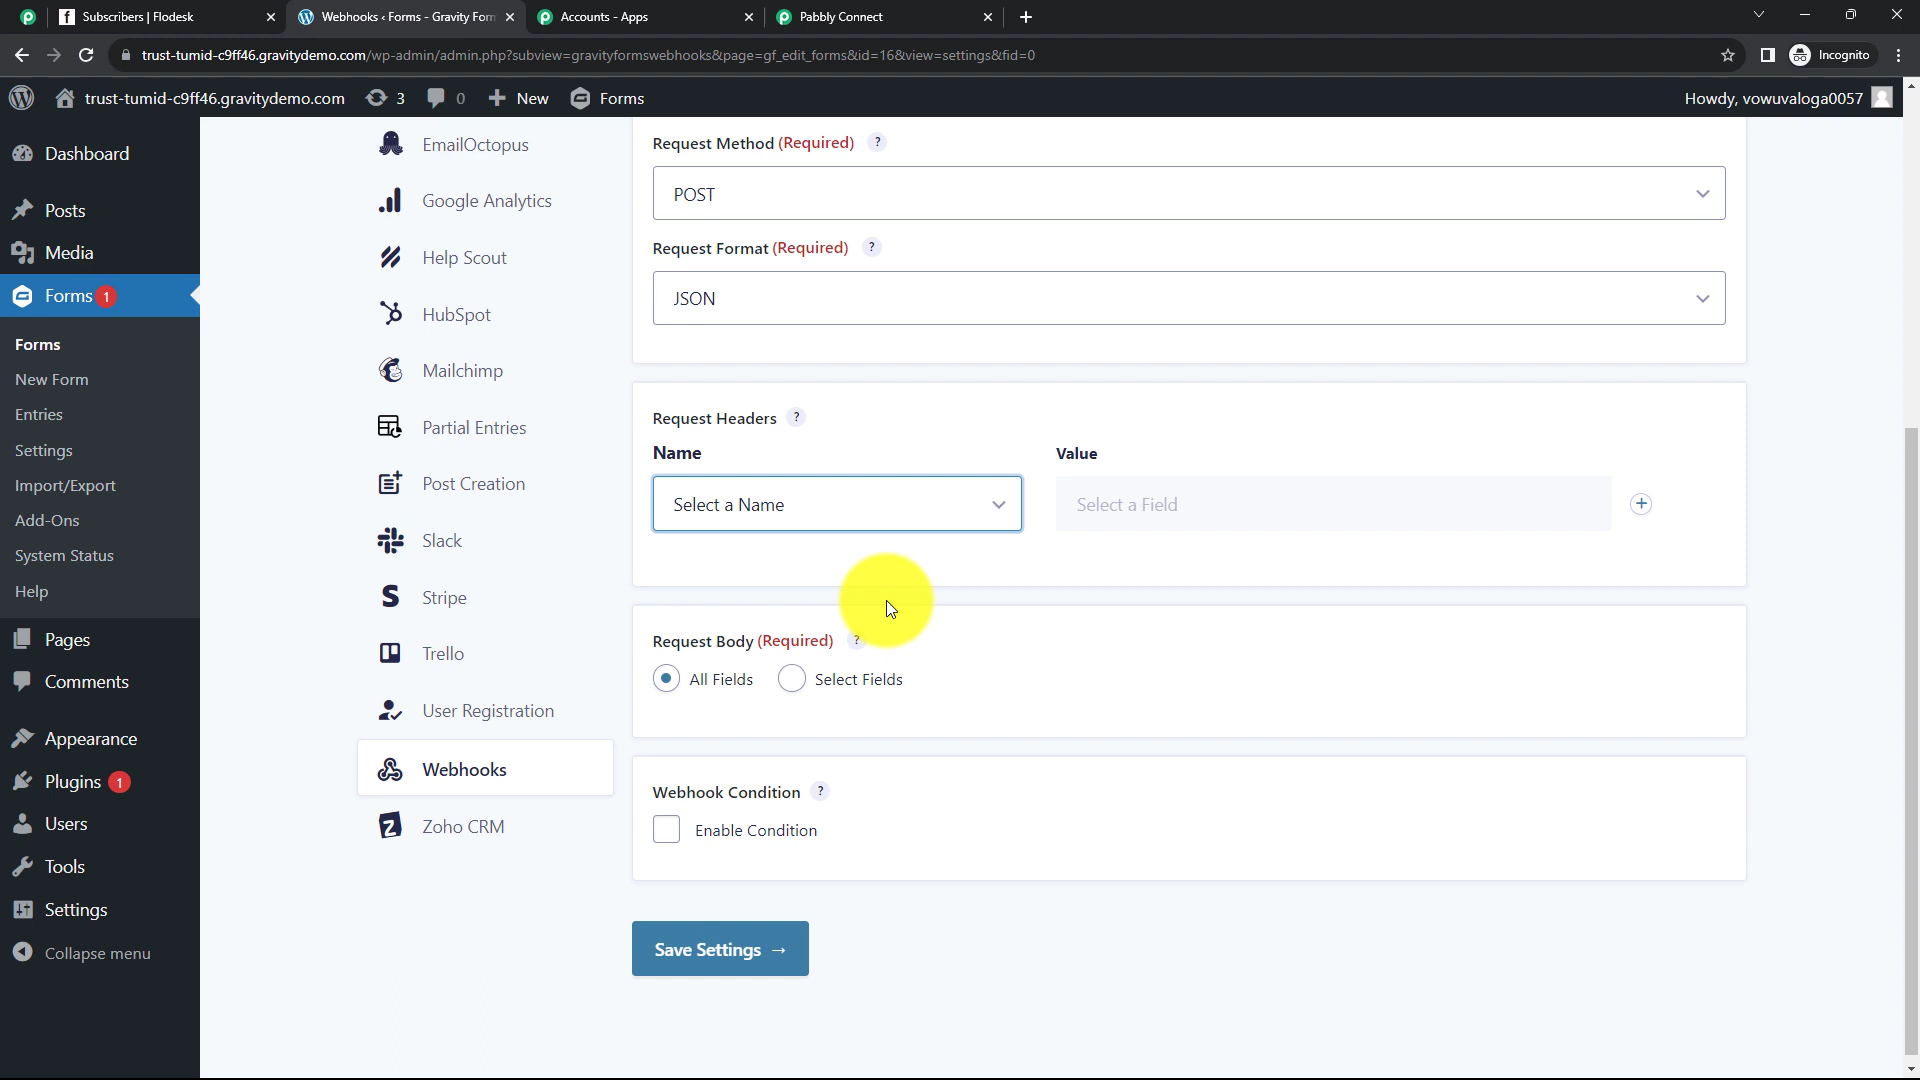 Subscribers | Flodesk
Webhooks ‹ Forms - Gravity Form
Accounts - Apps
Pabbly Connect
trust-tumid-c9ff46.gravitydemo.com/wp-admin/admin.php?subview=gravityformswebhooks&page=gf_edit_forms&id=16&view=settings&fid=0
Incognito
trust-tumid-c9ff46.gravitydemo.com
3
0
New
Forms
Howdy, vowuvaloga0057
Dashboard
Posts
Media
Forms 1
Forms
New Form
Entries
Settings
Import/Export
Add-Ons
System Status
Help
Pages
Comments
Appearance
Plugins 1
Users
Tools
Settings
Collapse menu
EmailOctopus
Google Analytics
Help Scout
HubSpot
Mailchimp
Partial Entries
Post Creation
Slack
Stripe
Trello
User Registration
Webhooks
Zoho CRM
Request Method (Required) ?
POST
Request Format (Required) ?
JSON
Request Headers ?
Name
Value
Select a Name
Select a Field
Request Body (Required) ?
All Fields
Select Fields
Webhook Condition ?
Enable Condition
Save Settings →